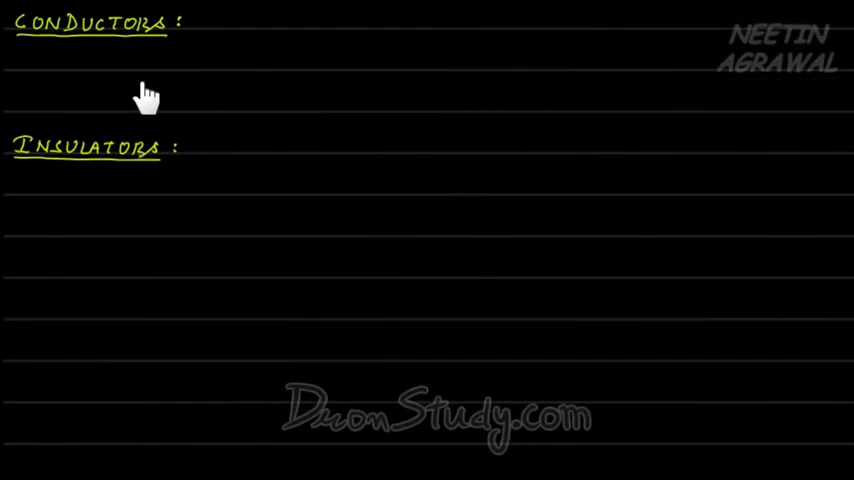 CONDUCTORS :
NEETIN
AGRAWAL
INSULATORS :
DronStudy.com